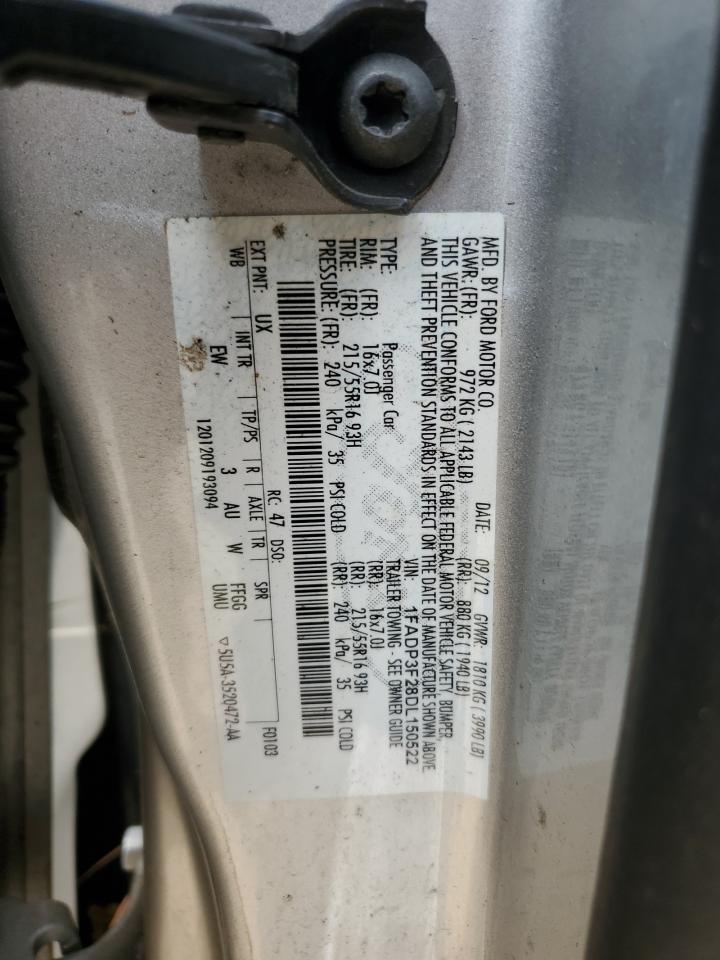 MFD. BY FORD MOTOR CO.
DATE: 09/12 GVWR: 1810 KG ( 3990 LB)
GAWR: (FR): 972 KG ( 2143 LB) (RR): 880 KG ( 1940 LB)
THIS VEHICLE CONFORMS TO ALL APPLICABLE FEDERAL MOTOR VEHICLE SAFETY, BUMPER,
AND THEFT PREVENTION STANDARDS IN EFFECT ON THE DATE OF MANUFACTURE SHOWN ABOVE
VIN: 1FADP3F28DL150522
TYPE: Passenger Car TRAILER TOWING - SEE OWNER GUIDE
RIM: (FR): 16x7.0J (RR): 16x7.0J
TIRE: (FR): 215/55R16 93H (RR): 215/55R16 93H
PRESSURE: (FR): 240 kPa/ 35 PSI COLD (RR): 240 kPa/ 35 PSI COLD
RC: 47 DSO: F0103
EXT PNT: UX
WB INT TR TP/PS R AXLE TR SPR
EW 3 AU W FFGG
UMU
1201209193094 ▽5U5A-3520472-AA